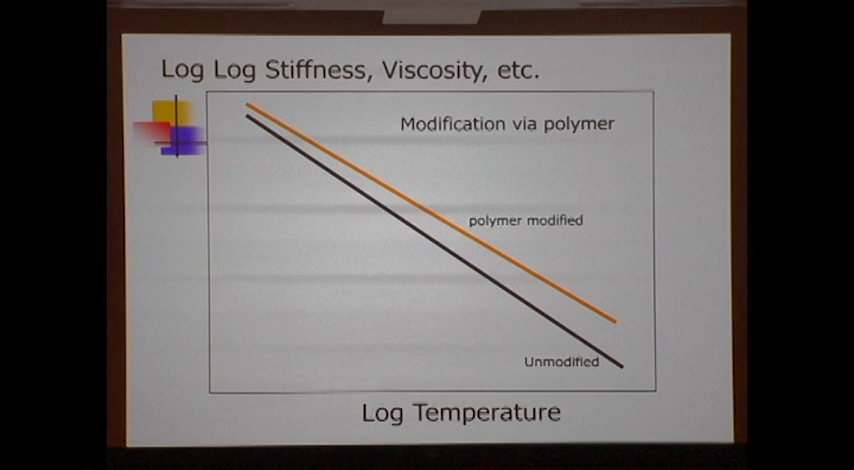 Log Log Stiffness, Viscosity, etc.
Modification via polymer
polymer modified
Unmodified
Log Temperature